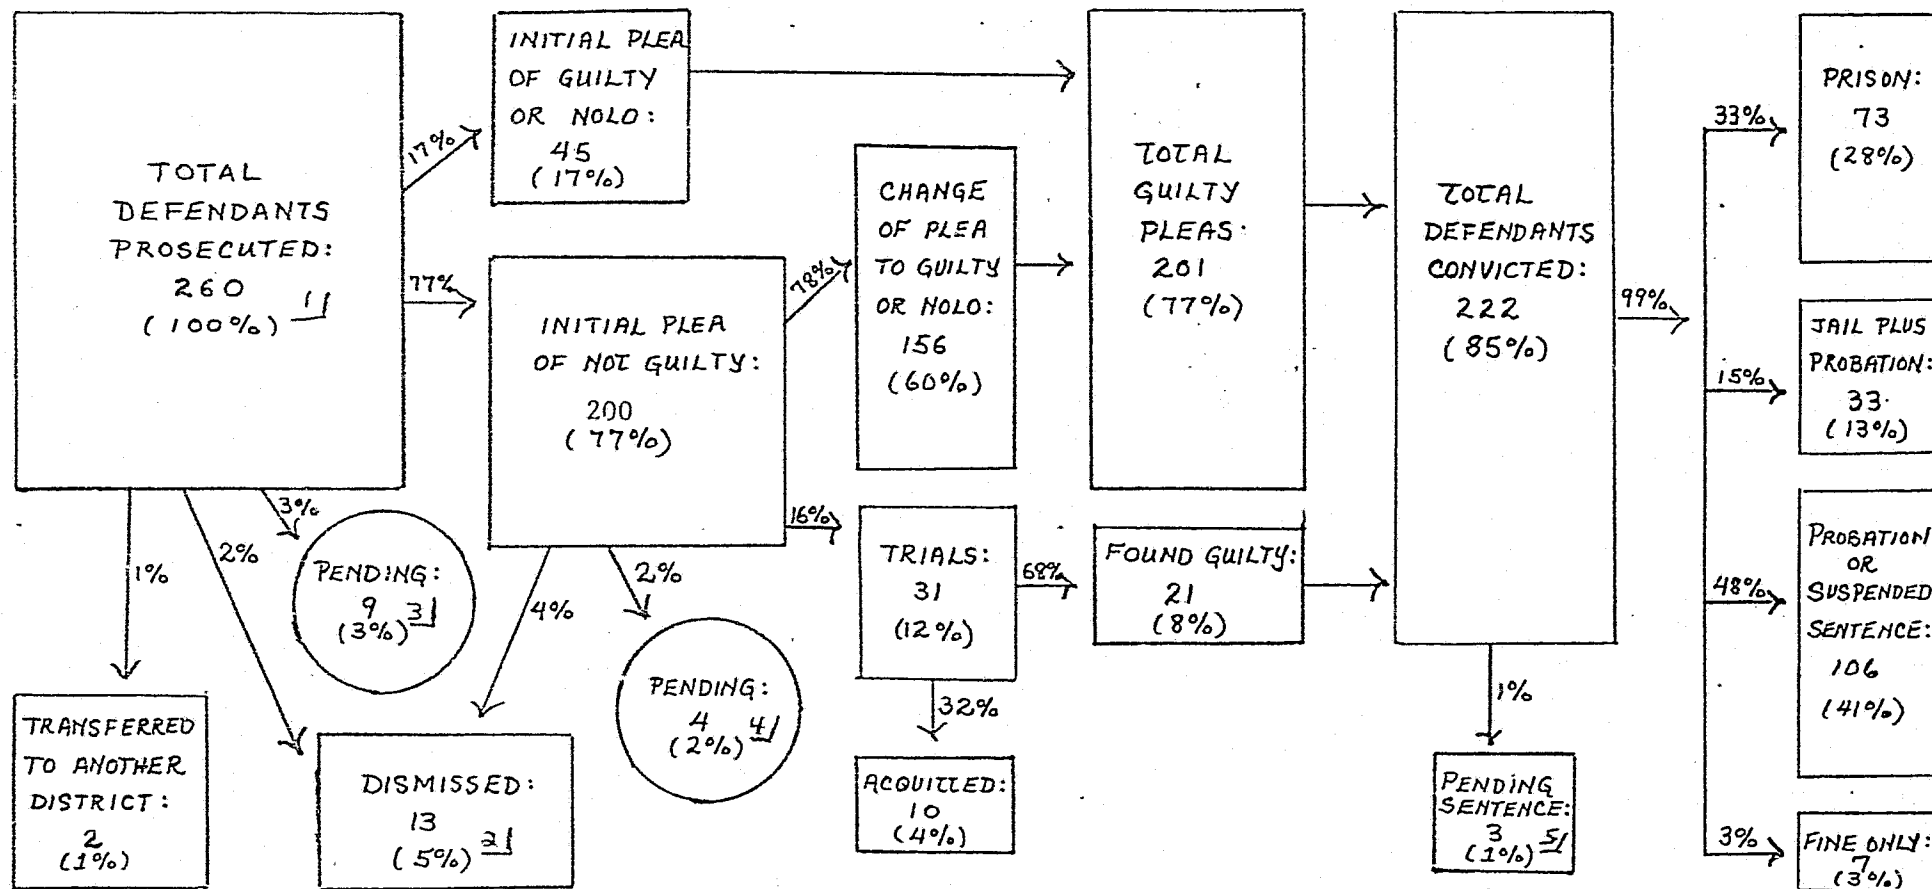 TOTAL
DEFENDANTS
PROSECUTED:
260
(100%) 1/
17%
77%
1%
2%
3%
INITIAL PLEA
OF GUILTY
OR NOLO:
45
(17%)
INITIAL PLEA
OF NOT GUILTY:
200
(77%)
78%
16%
4%
2%
PENDING:
9
(3%) 3/
PENDING:
4
(2%) 4/
TRANSFERRED
TO ANOTHER
DISTRICT:
2
(1%)
DISMISSED:
13
(5%) 2/
CHANGE
OF PLEA
TO GUILTY
OR NOLO:
156
(60%)
TRIALS:
31
(12%)
68%
32%
ACQUITTED:
10
(4%)
TOTAL
GUILTY
PLEAS:
201
(77%)
FOUND GUILTY:
21
(8%)
TOTAL
DEFENDANTS
CONVICTED:
222
(85%)
99%
1%
PENDING
SENTENCE:
3
(1%) 5/
33%
15%
48%
3%
PRISON:
73
(28%)
JAIL PLUS
PROBATION:
33
(13%)
PROBATION
OR
SUSPENDED
SENTENCE:
106
(41%)
FINE ONLY:
7
(3%)